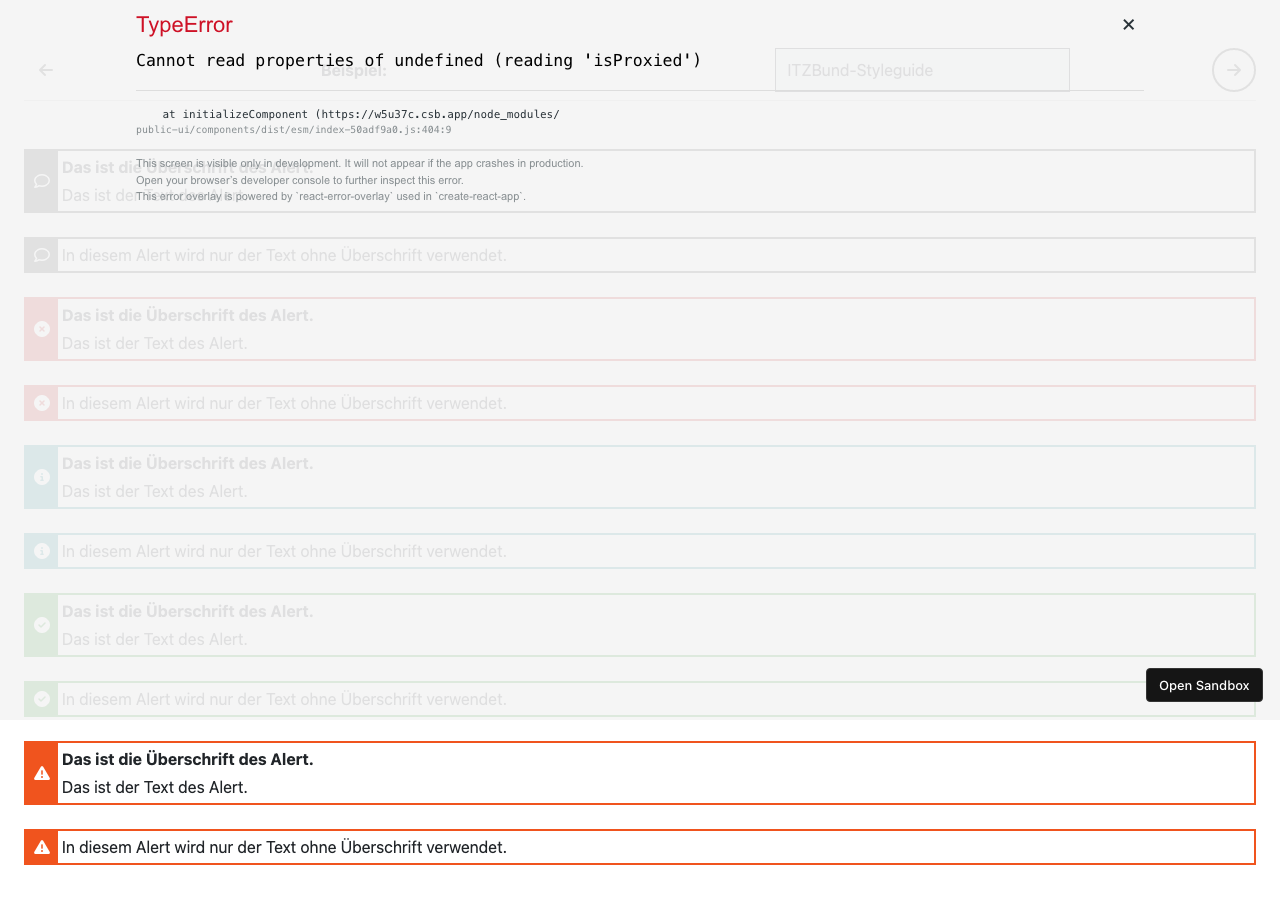 TypeError
Cannot read properties of undefined (reading 'isProxied')
Beispiel:
ITZBund-Styleguide
at initializeComponent (https://w5u37c.csb.app/node_modules/
public-ui/components/dist/esm/index-50adf9a0.js:404:9
This screen is visible only in development. It will not appear if the app crashes in production.
Open your browser’s developer console to further inspect this error.
This error overlay is powered by `react-error-overlay` used in `create-react-app`.
Das ist die Überschrift des Alert.
Das ist der Text des Alert.
In diesem Alert wird nur der Text ohne Überschrift verwendet.
Das ist die Überschrift des Alert.
Das ist der Text des Alert.
In diesem Alert wird nur der Text ohne Überschrift verwendet.
Das ist die Überschrift des Alert.
Das ist der Text des Alert.
In diesem Alert wird nur der Text ohne Überschrift verwendet.
Das ist die Überschrift des Alert.
Das ist der Text des Alert.
Open Sandbox
In diesem Alert wird nur der Text ohne Überschrift verwendet.
Das ist die Überschrift des Alert.
Das ist der Text des Alert.
In diesem Alert wird nur der Text ohne Überschrift verwendet.